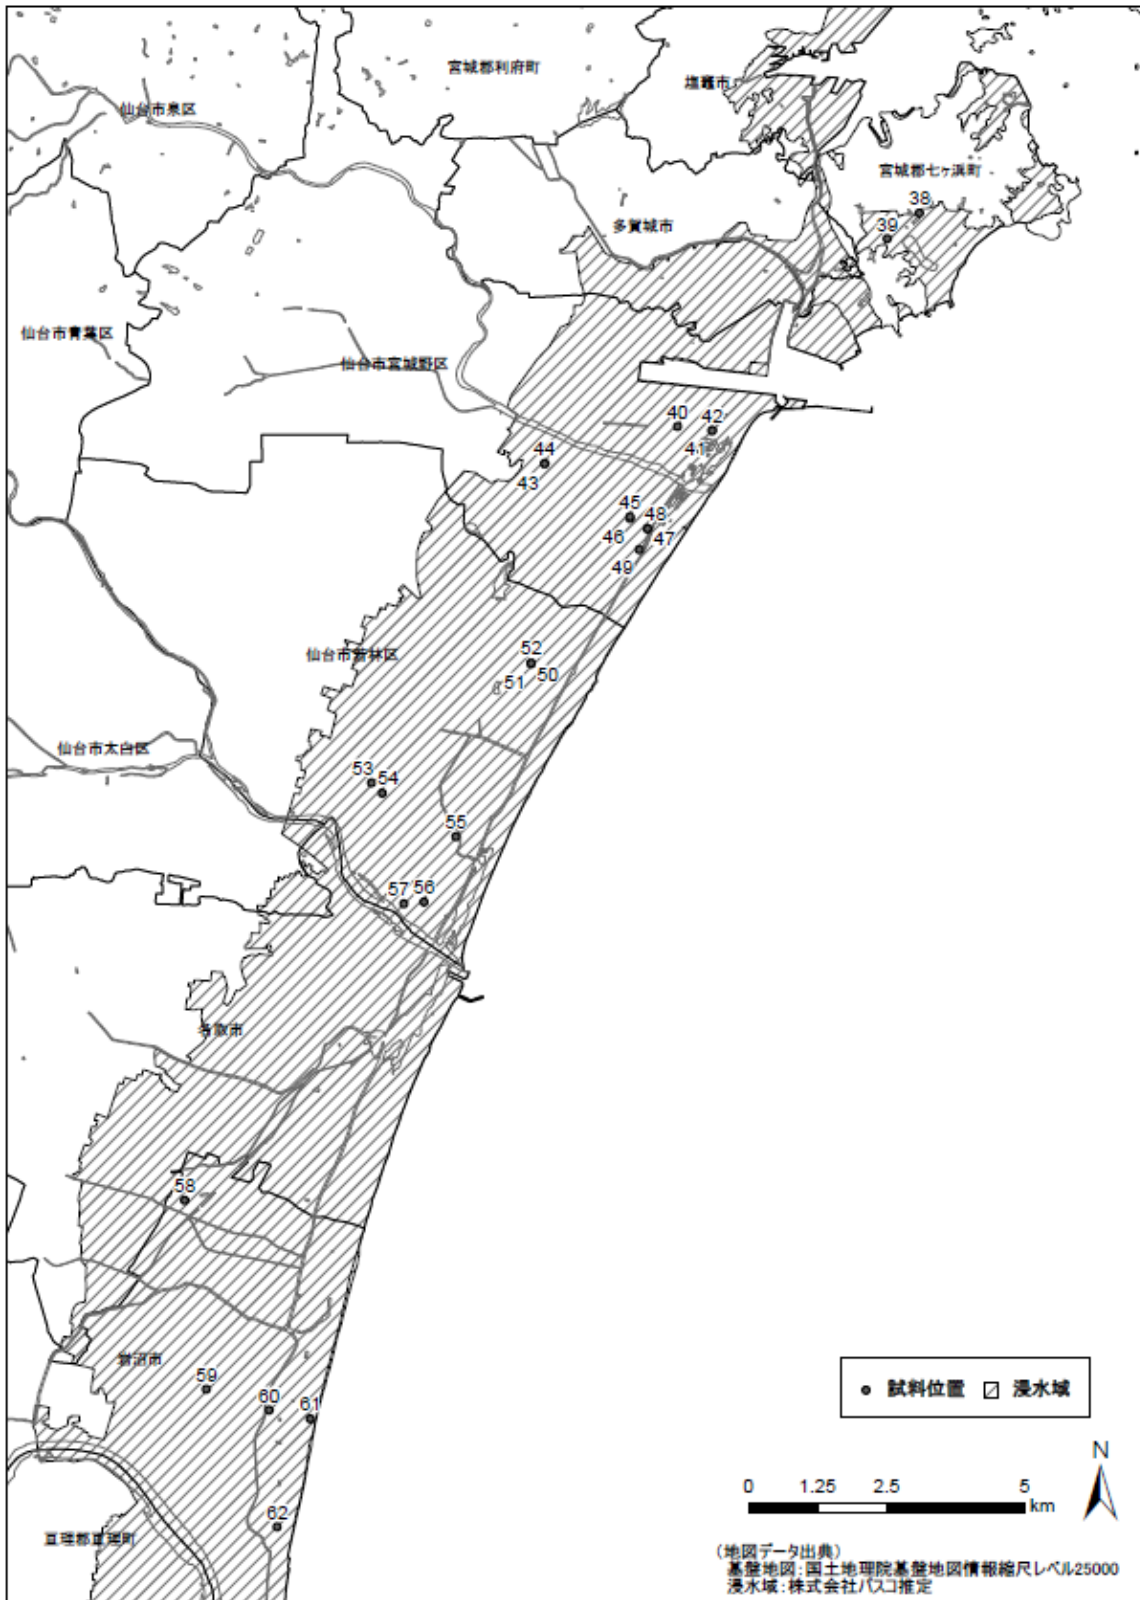 宮城郡利府町
塩竈市
仙台市泉区
宮城郡七ヶ浜町
38
多賀城市
39
仙台市青葉区
仙台市宮城野区
40
42
41
44
43
45
48
46
47
49
仙台市若林区
52
51
50
仙台市太白区
53
54
55
57
56
名取市
58
岩沼市
59
60
61
62
亘理郡亘理町
試料位置 浸水域
N
0 1.25 2.5 5
km
(地図データ出典)
基盤地図:国土地理院基盤地図情報縮尺レベル25000
浸水域:株式会社パスコ推定